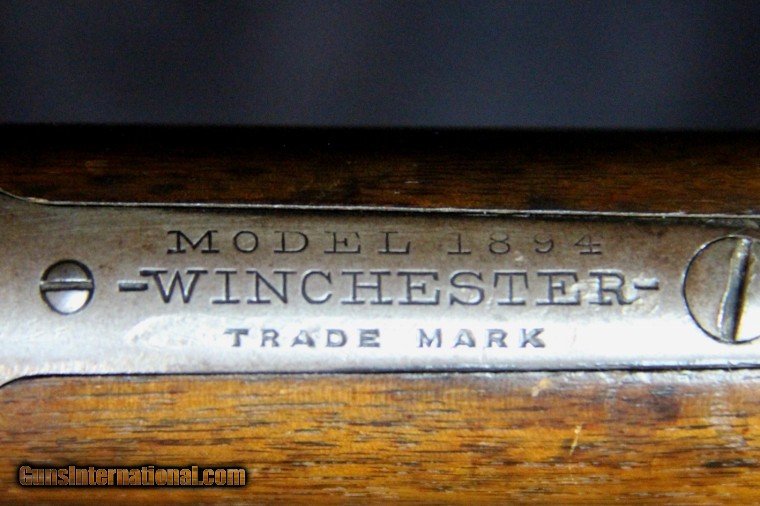 MODEL 1894
-WINCHESTER-
TRADE MARK
GunsInternational.com